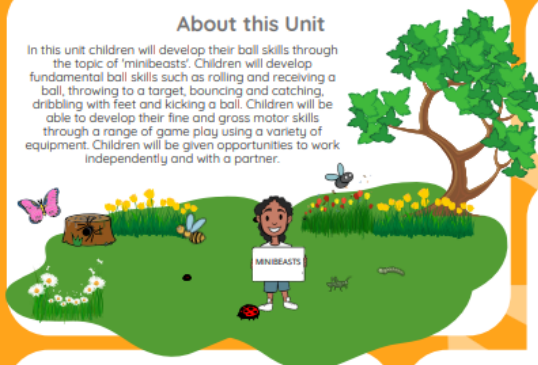 About this Unit
In this unit children will develop their ball skills through
the topic of 'minibeasts'. Children will develop
fundamental ball skills such as rolling and receiving a
ball, throwing to a target, bouncing and catching,
dribbling with feet and kicking a ball. Children will be
able to develop their fine and gross motor skills
through a range of game play using a variety of
equipment. Children will be given opportunities to work
independently and with a partner.
MINIBEASTS